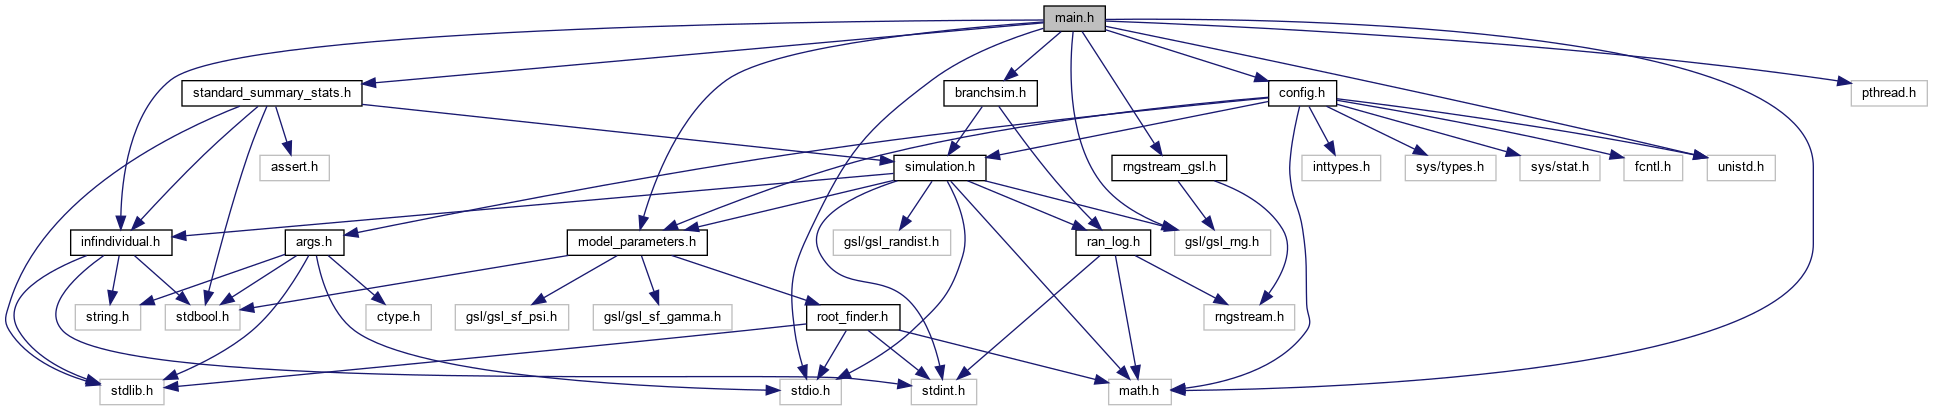 main.h
standard_summary_stats.h
branchsim.h
config.h
pthread.h
assert.h
simulation.h
rngstream_gsl.h
inttypes.h
sys/types.h
sys/stat.h
fcntl.h
unistd.h
infindividual.h
args.h
model_parameters.h
gsl/gsl_randist.h
ran_log.h
gsl/gsl_rng.h
string.h
stdbool.h
ctype.h
gsl/gsl_sf_psi.h
gsl/gsl_sf_gamma.h
root_finder.h
rngstream.h
stdlib.h
stdio.h
stdint.h
math.h